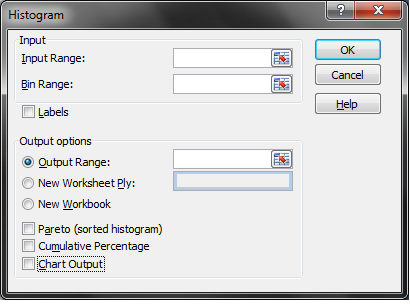 Histogram
?
Input
OK
Input Range:
Cancel
Bin Range:
Help
Labels
Output options
Output Range:
New Worksheet Ply:
New Workbook
Pareto (sorted histogram)
Cumulative Percentage
Chart Output